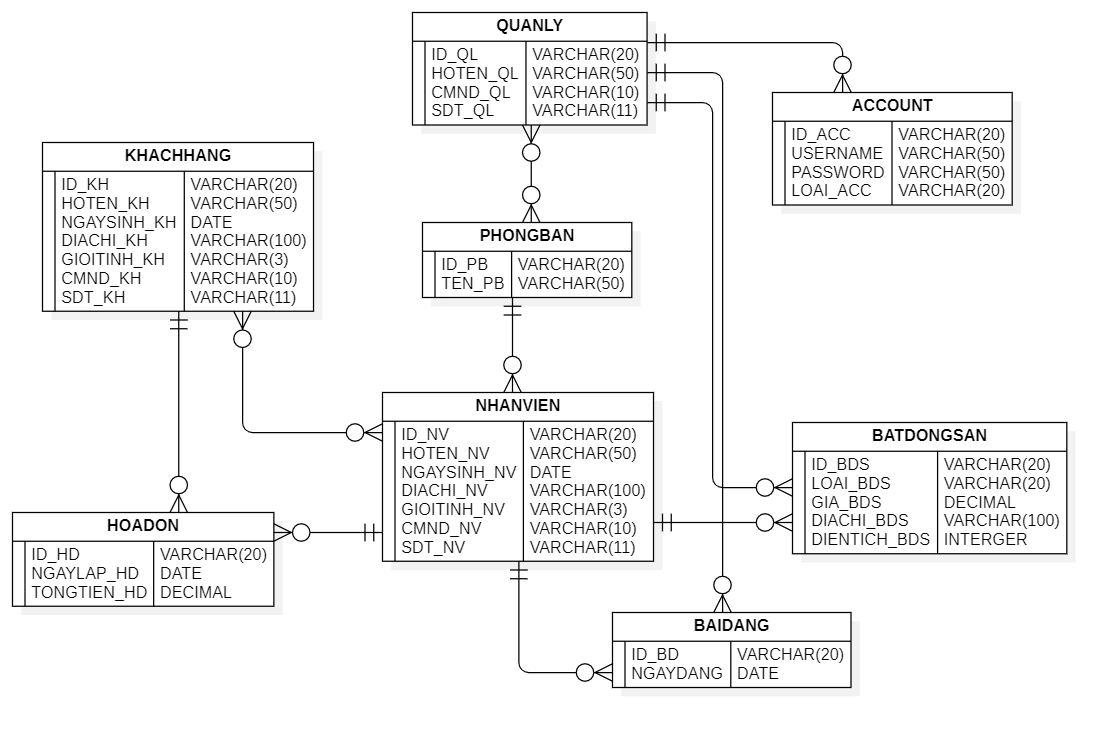 QUANLY
ID_QL VARCHAR(20)
HOTEN_QL VARCHAR(50)
CMND_QL VARCHAR(10)
SDT_QL VARCHAR(11)
ACCOUNT
ID_ACC VARCHAR(20)
USERNAME VARCHAR(50)
PASSWORD VARCHAR(50)
LOAI_ACC VARCHAR(20)
KHACHHANG
ID_KH VARCHAR(20)
HOTEN_KH VARCHAR(50)
NGAYSINH_KH DATE
DIACHI_KH VARCHAR(100)
GIOITINH_KH VARCHAR(3)
CMND_KH VARCHAR(10)
SDT_KH VARCHAR(11)
PHONGBAN
ID_PB VARCHAR(20)
TEN_PB VARCHAR(50)
NHANVIEN
ID_NV VARCHAR(20)
HOTEN_NV VARCHAR(50)
NGAYSINH_NV DATE
DIACHI_NV VARCHAR(100)
GIOITINH_NV VARCHAR(3)
CMND_NV VARCHAR(10)
SDT_NV VARCHAR(11)
BATDONGSAN
ID_BDS VARCHAR(20)
LOAI_BDS VARCHAR(20)
GIA_BDS DECIMAL
DIACHI_BDS VARCHAR(100)
DIENTICH_BDS INTERGER
HOADON
ID_HD VARCHAR(20)
NGAYLAP_HD DATE
TONGTIEN_HD DECIMAL
BAIDANG
ID_BD VARCHAR(20)
NGAYDANG DATE